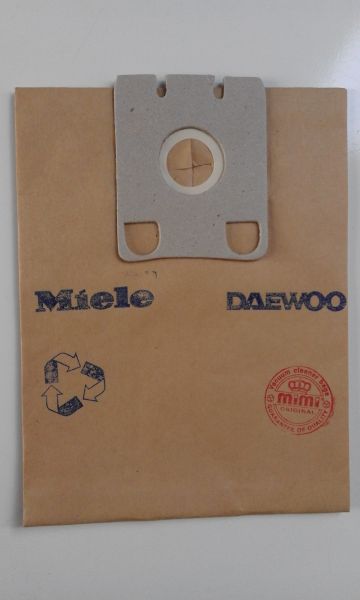 Miele
DAEWOO
Vacuum cleaner bags
mimi
ORIGINAL
GUARANTEE OF QUALITY